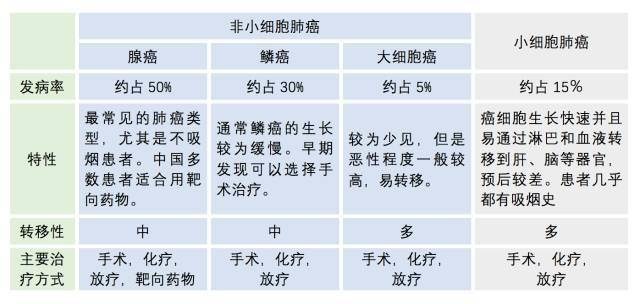 非小细胞肺癌
小细胞肺癌
腺癌
鳞癌
大细胞癌
发病率
约占50%
约占30%
约占5%
约占15%
特性
最常见的肺癌类
型，尤其是不吸
烟患者。中国多
数患者适合用靶
向药物。
通常鳞癌的生长
较为缓慢。早期
发现可以选择手
术治疗。
较为少见，但是
恶性程度一般较
高，易转移。
癌细胞生长快速并且
易通过淋巴和血液转
移到肝、脑等器官，
预后较差。患者几乎
都有吸烟史
转移性
中
中
多
多
主要治
疗方式
手术，化疗，
放疗，靶向药物
手术，化疗，
放疗
手术，化疗，
放疗
手术，化疗，
放疗